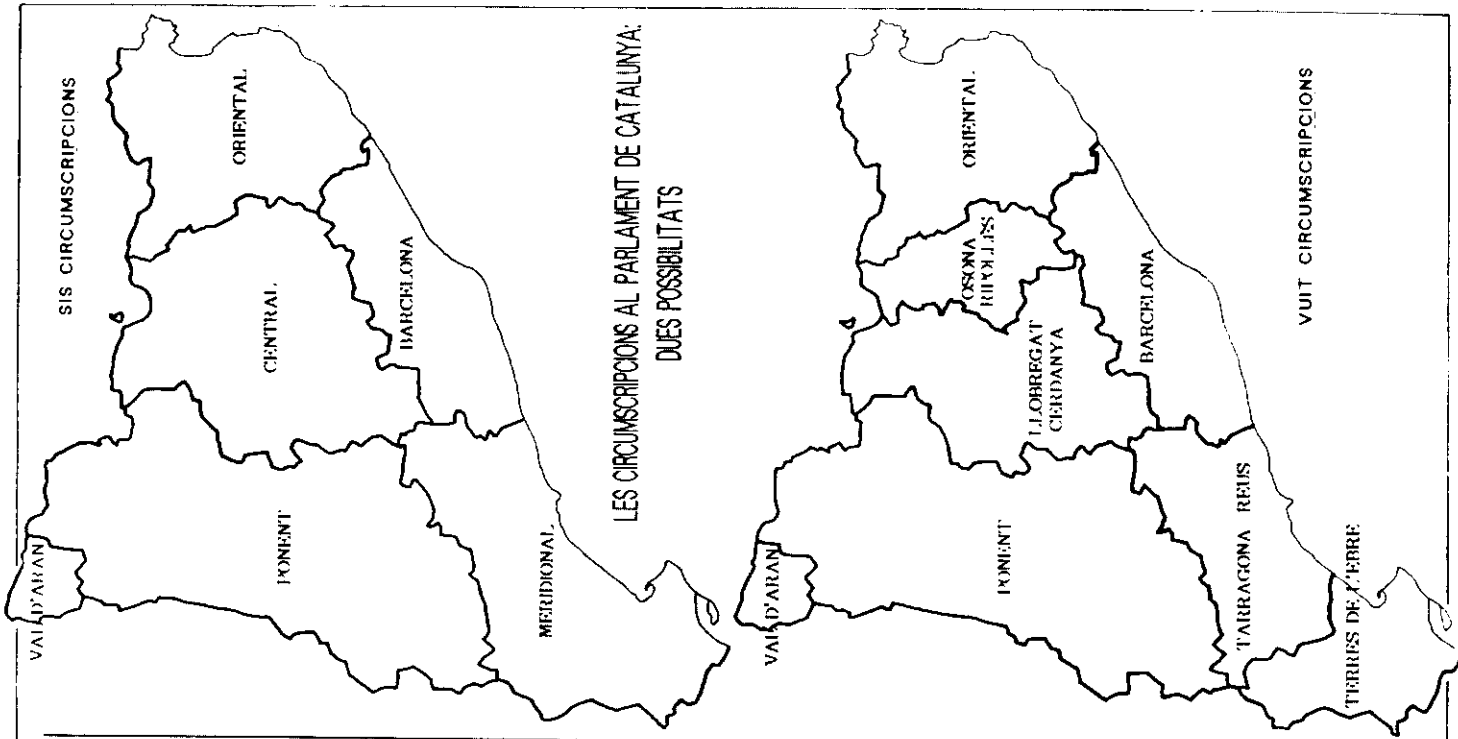 SIS CIRCUMSCRIPCIONS
VALL D'ARAN
PONENT
CENTRAL
ORIENTAL
BARCELONA
MERIDIONAL
LES CIRCUMSCRIPCIONS AL PARLAMENT DE CATALUNYA:
DUES POSSIBILITATS
VALL D'ARAN
PONENT
LLOBREGAT
CERDANYA
OSONA
RIPOLLES
ORIENTAL
BARCELONA
TARRAGONA REUS
TERRES DE L'EBRE
VUIT CIRCUMSCRIPCIONS